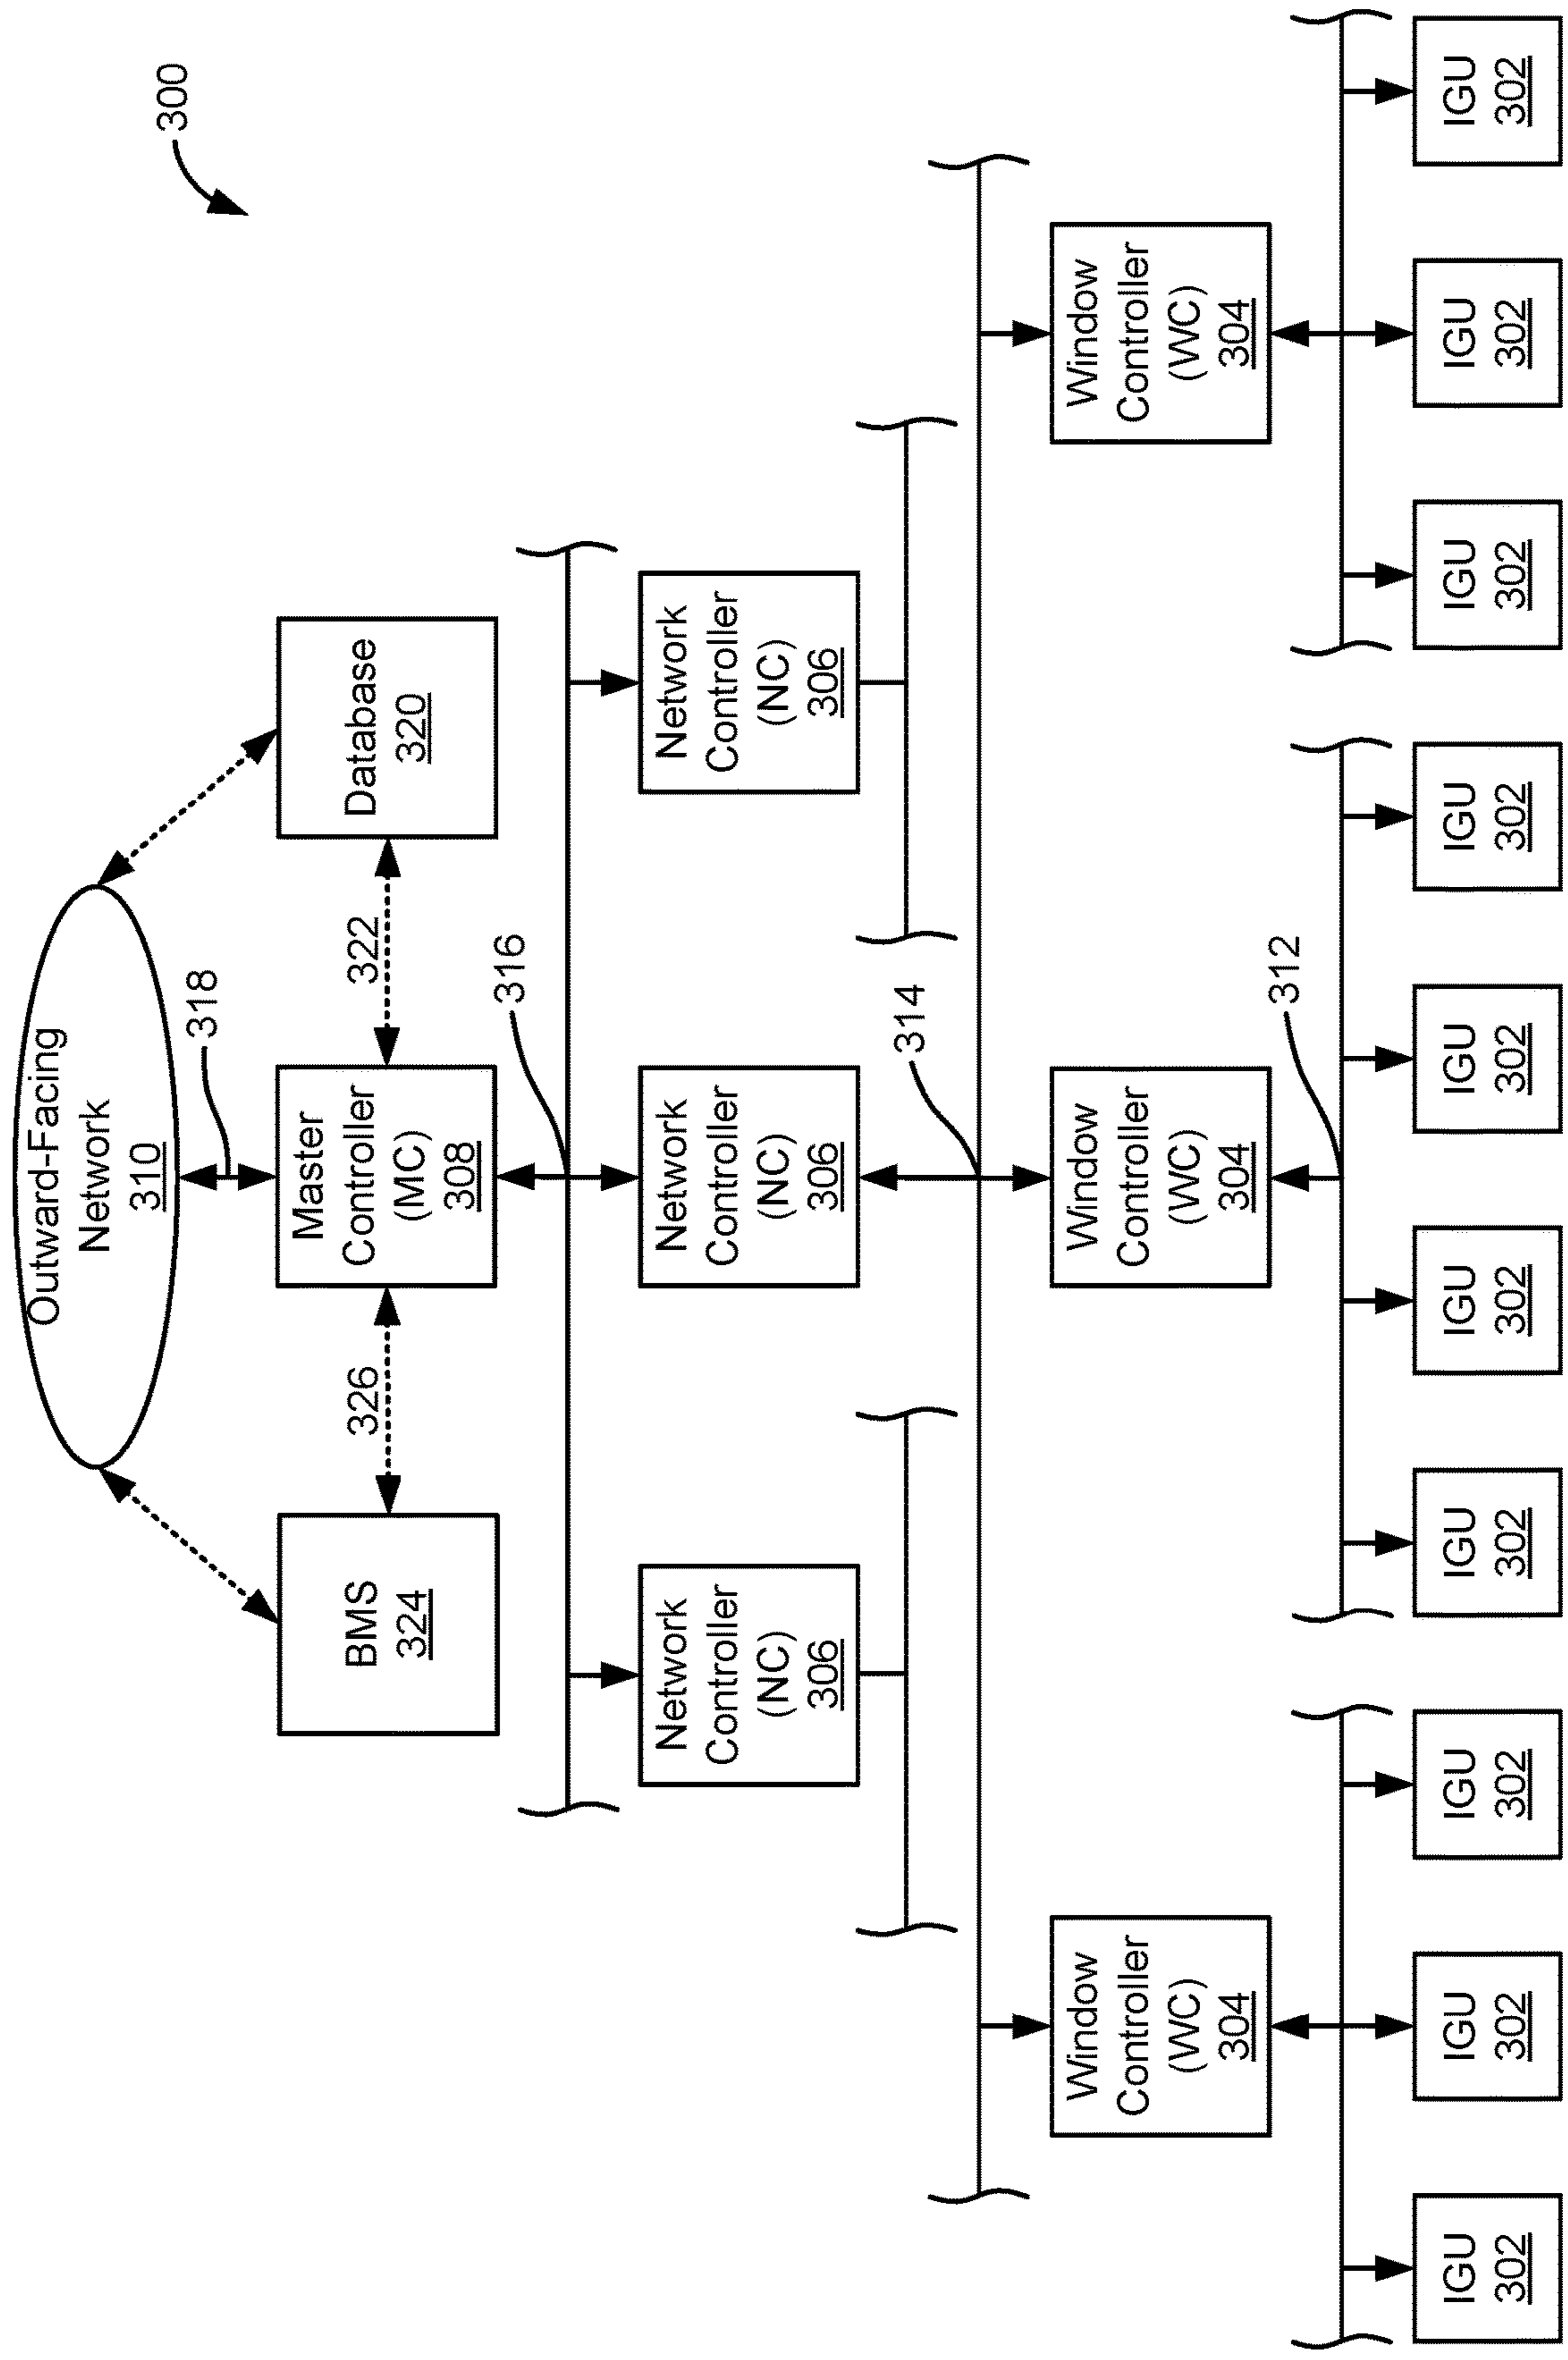 Outward-Facing
Network
310
300
318
BMS
324
326
Master
Controller
(MC)
308
322
Database
320
316
Network
Controller
(NC)
306
Network
Controller
(NC)
306
Network
Controller
(NC)
306
314
Window
Controller
(WC)
304
Window
Controller
(WC)
304
Window
Controller
(WC)
304
312
IGU
302
IGU
302
IGU
302
IGU
302
IGU
302
IGU
302
IGU
302
IGU
302
IGU
302
IGU
302